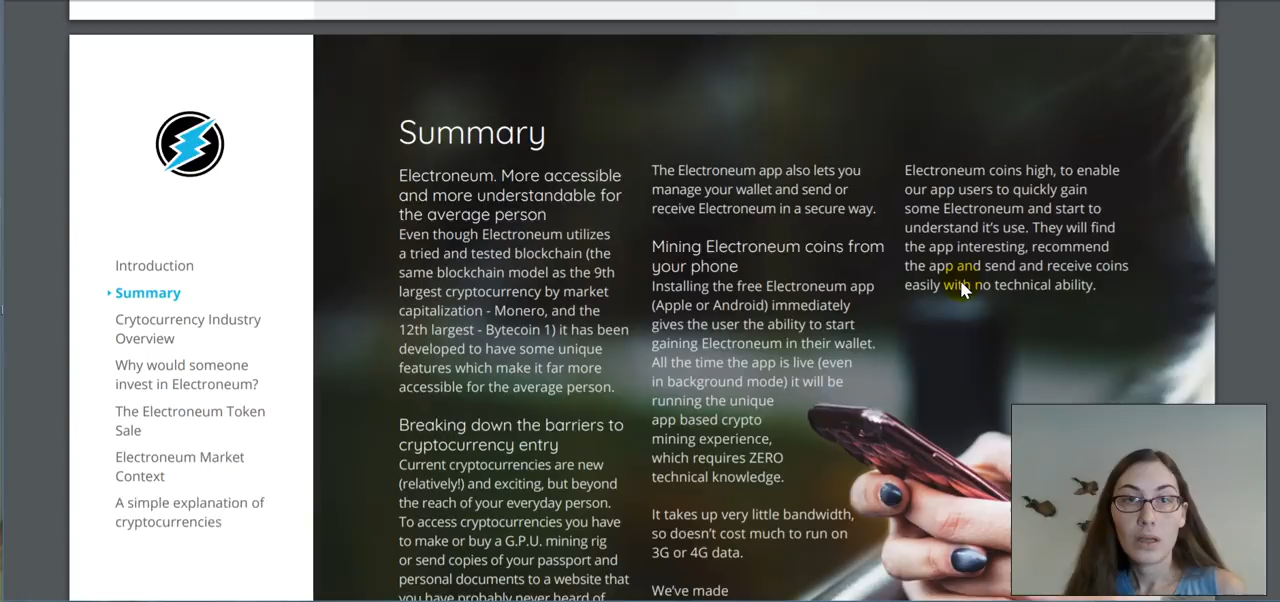 Introduction
Summary
Crytocurrency Industry
Overview
Why would someone
invest in Electroneum?
The Electroneum Token
Sale
Electroneum Market
Context
A simple explanation of
cryptocurrencies
Summary
Electroneum. More accessible
and more understandable for
the average person
Even though Electroneum utilizes
a tried and tested blockchain (the
same blockchain model as the 9th
largest cryptocurrency by market
capitalization - Monero, and the
12th largest - Bytecoin 1) it has been
developed to have some unique
features which make it far more
accessible for the average person.
Breaking down the barriers to
cryptocurrency entry
Current cryptocurrencies are new
(relatively!) and exciting, but beyond
the reach of your everyday person.
To access cryptocurrencies you have
to make or buy a G.P.U. mining rig
or send copies of your passport and
personal documents to a website that
you have probably never heard of
The Electroneum app also lets you
manage your wallet and send or
receive Electroneum in a secure way.
Mining Electroneum coins from
your phone
Installing the free Electroneum app
(Apple or Android) immediately
gives the user the ability to start
gaining Electroneum in their wallet.
All the time the app is live (even
in background mode) it will be
running the unique
app based crypto
mining experience,
which requires ZERO
technical knowledge.
It takes up very little bandwidth,
so doesn't cost much to run on
3G or 4G data.
We've made
Electroneum coins high, to enable
our app users to quickly gain
some Electroneum and start to
understand it's use. They will find
the app interesting, recommend
the app and send and receive coins
easily with no technical ability.